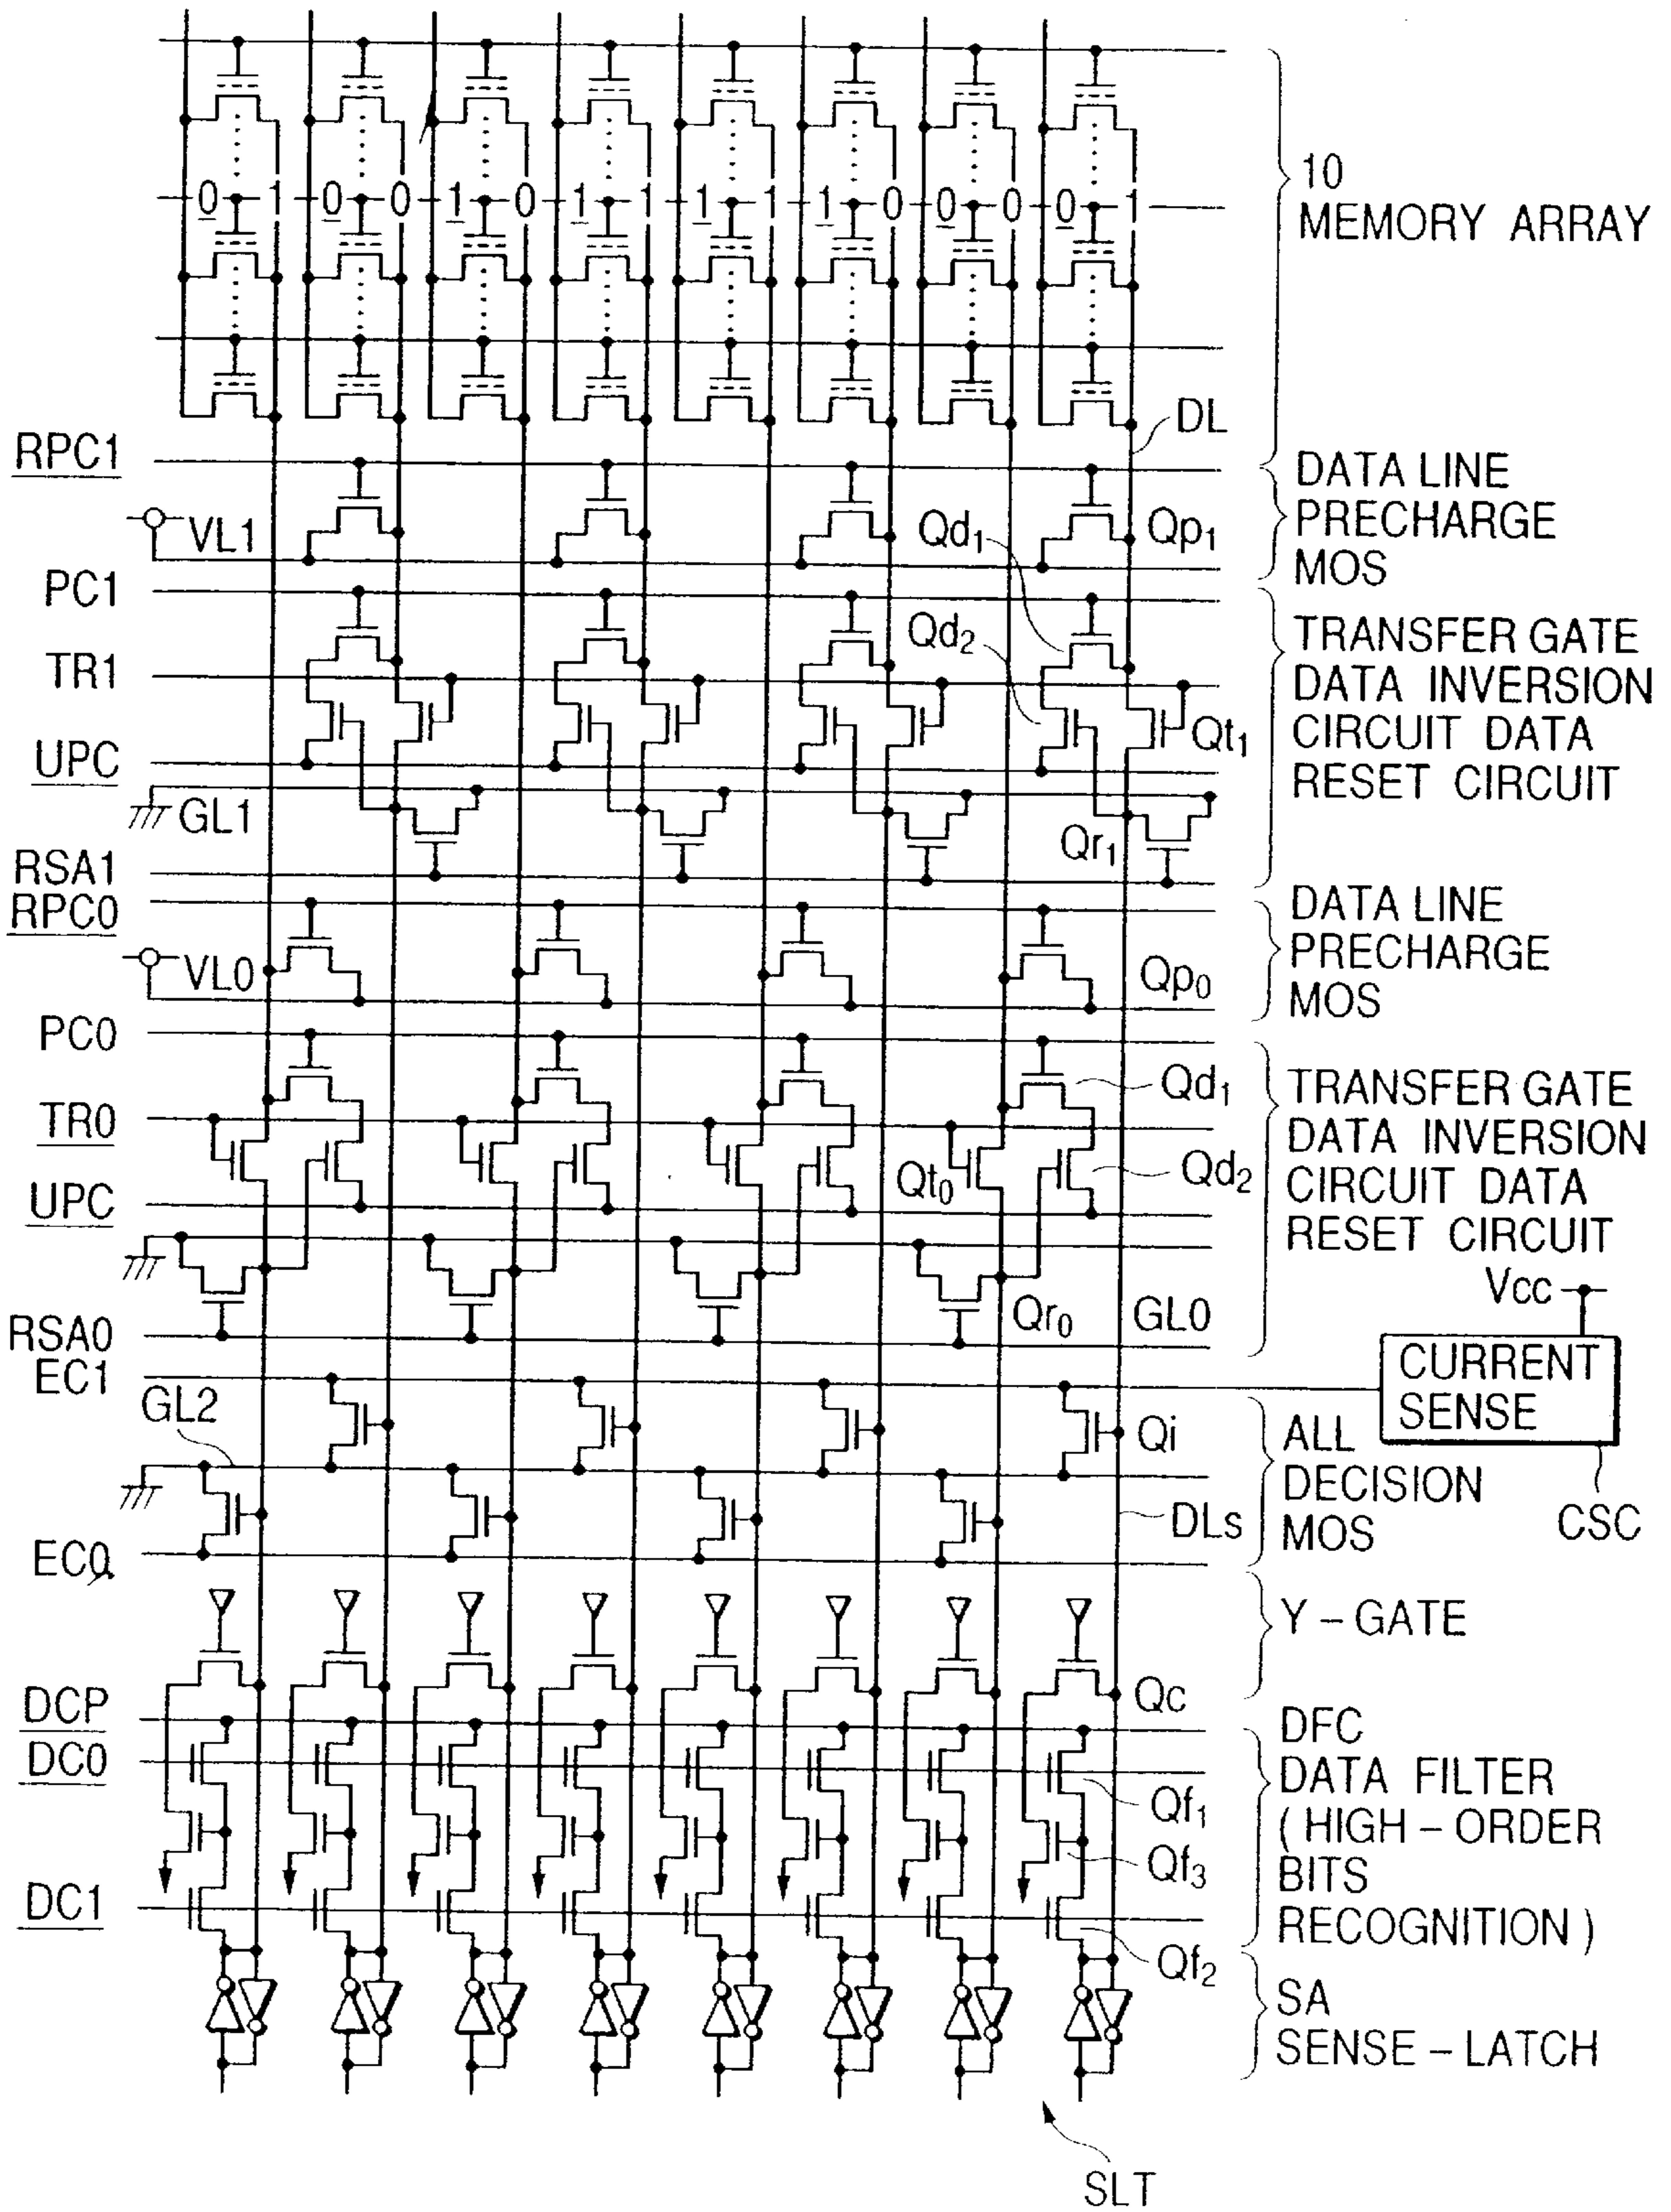 0 1 0 0 1 0 1 1 1 1 1 0 0 0 0 1
10
MEMORY ARRAY
DL
RPC1
VL1
Qd1
Qp1
DATA LINE
PRECHARGE
MOS
PC1
TR1
UPC
GL1
RSA1
Qd2
Qt1
Qr1
TRANSFER GATE
DATA INVERSION
CIRCUIT DATA
RESET CIRCUIT
RPC0
VL0
Qp0
DATA LINE
PRECHARGE
MOS
PC0
TR0
UPC
RSA0
Qd1
Qt0
Qd2
Qr0
GL0
TRANSFER GATE
DATA INVERSION
CIRCUIT DATA
RESET CIRCUIT
Vcc
CURRENT
SENSE
CSC
EC1
GL2
EC0
Qi
DLs
ALL
DECISION
MOS
Y-GATE
Qc
DCP
DC0
DC1
Qf1
Qf3
Qf2
DFC
DATA FILTER
(HIGH-ORDER
BITS
RECOGNITION)
SA
SENSE-LATCH
SLT